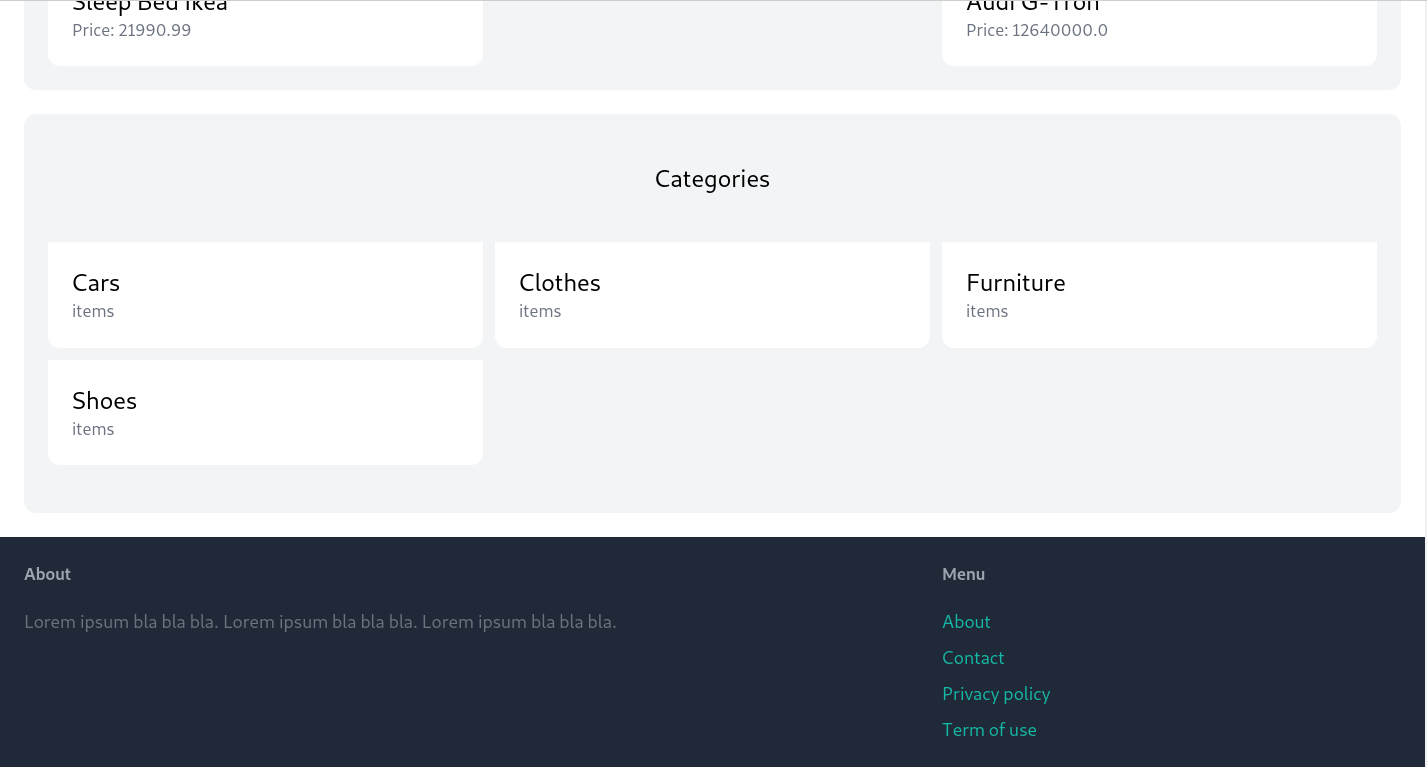 Sleep Bed Ikea
Price: 21990.99
Audi G-Tron
Price: 12640000.0
Categories
Cars
items
Clothes
items
Furniture
items
Shoes
items
About
Lorem ipsum bla bla bla. Lorem ipsum bla bla bla. Lorem ipsum bla bla bla.
Menu
About
Contact
Privacy policy
Term of use